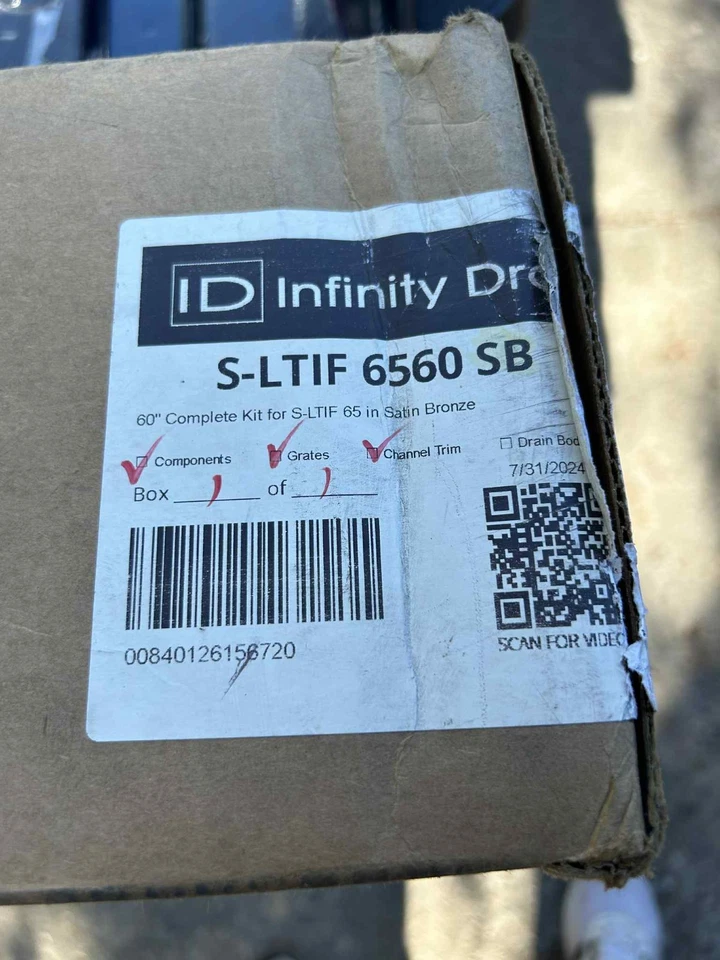 ID Infinity Dr
S-LTIF 6560 SB
60" Complete Kit for S-LTIF 65 in Satin Bronze
Components Grates Channel Trim Drain Bod
7/31/2024
Box 1 of 1
00840126156720
SCAN FOR VIDEO